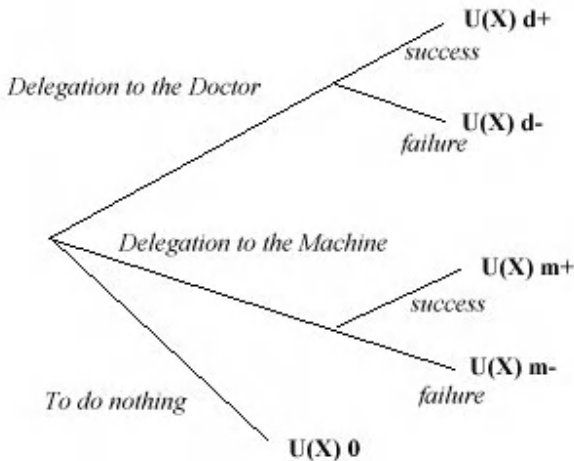 U(X) d+
success
Delegation to the Doctor
U(X) d-
failure
Delegation to the Machine
U(X) m+
success
U(X) m-
failure
To do nothing
U(X) 0